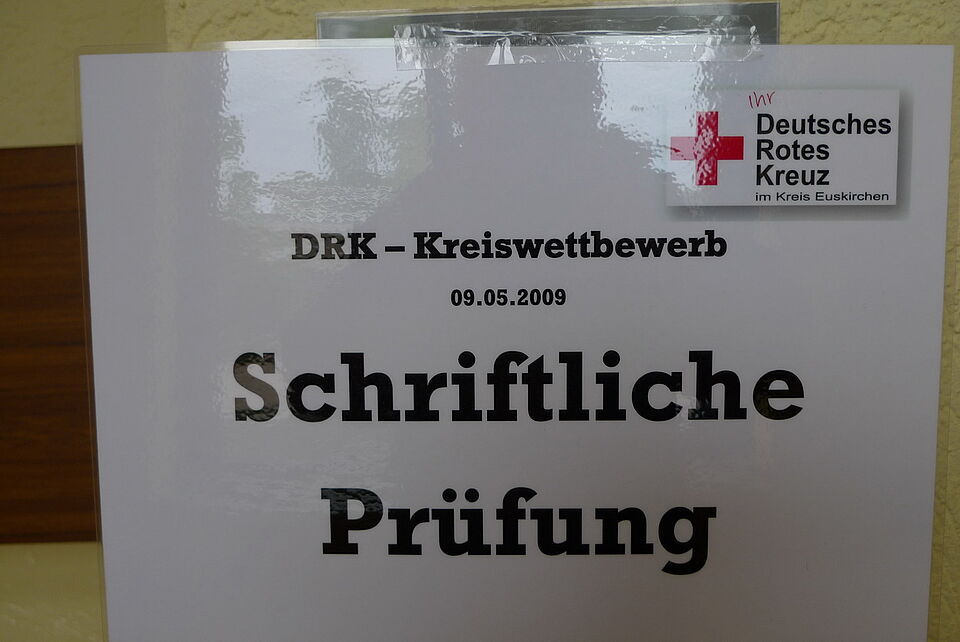 Ihr
Deutsches
Rotes
Kreuz
im Kreis Euskirchen
DRK – Kreiswettbewerb
09.05.2009
Schriftliche
Prüfung